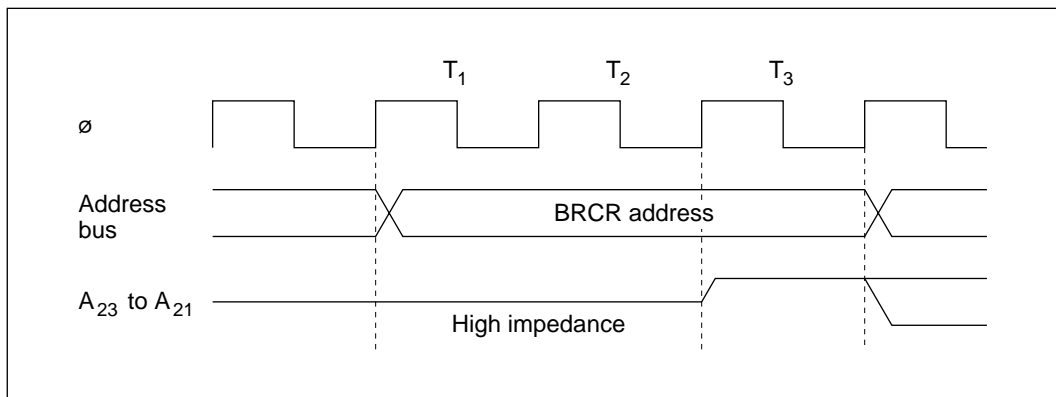 T1 T2 T3
ø
Address
bus
BRCR address
A23 to A21
High impedance